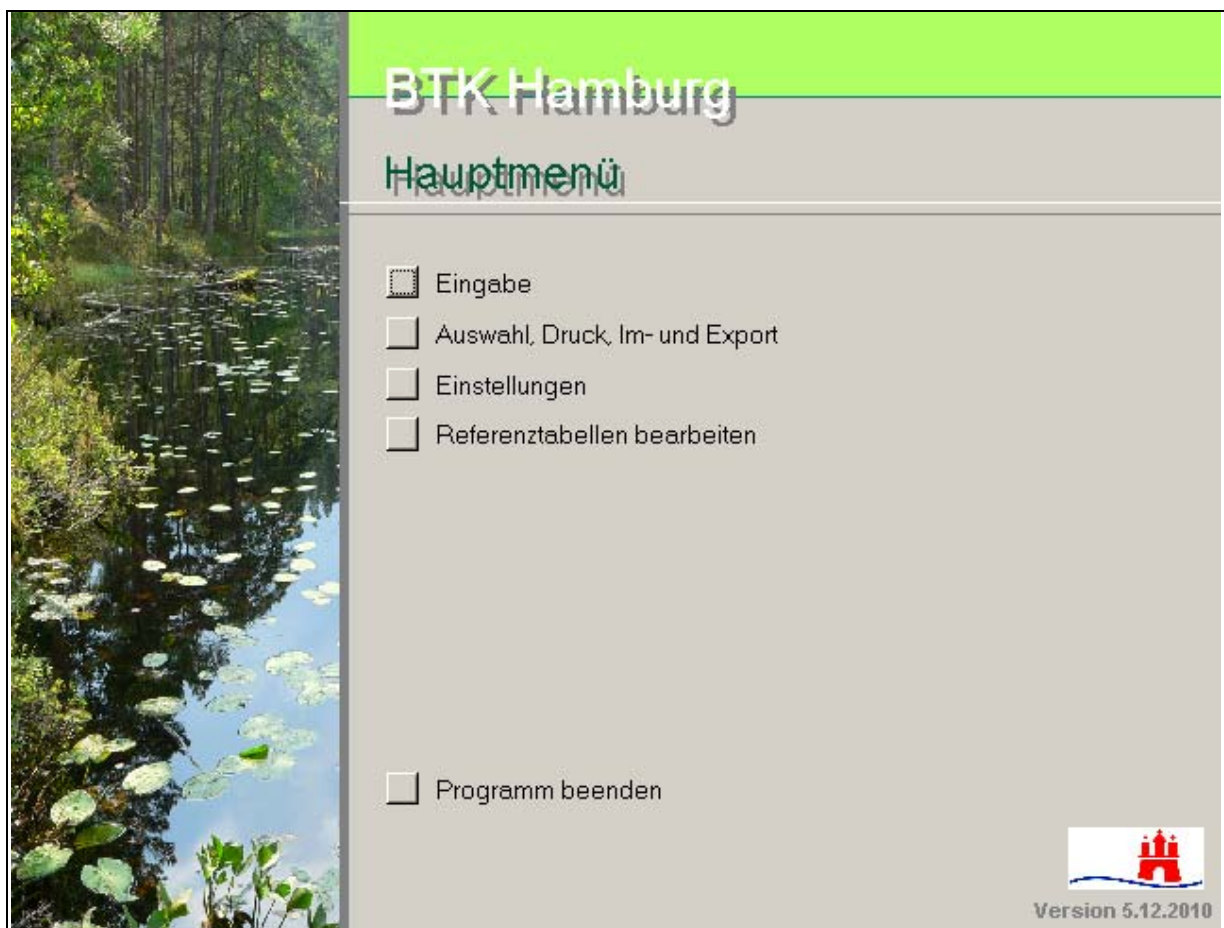 BTK Hamburg
Hauptmenü
Eingabe
Auswahl, Druck, Im- und Export
Einstellungen
Referenztabellen bearbeiten
Programm beenden
Version 5.12.2010